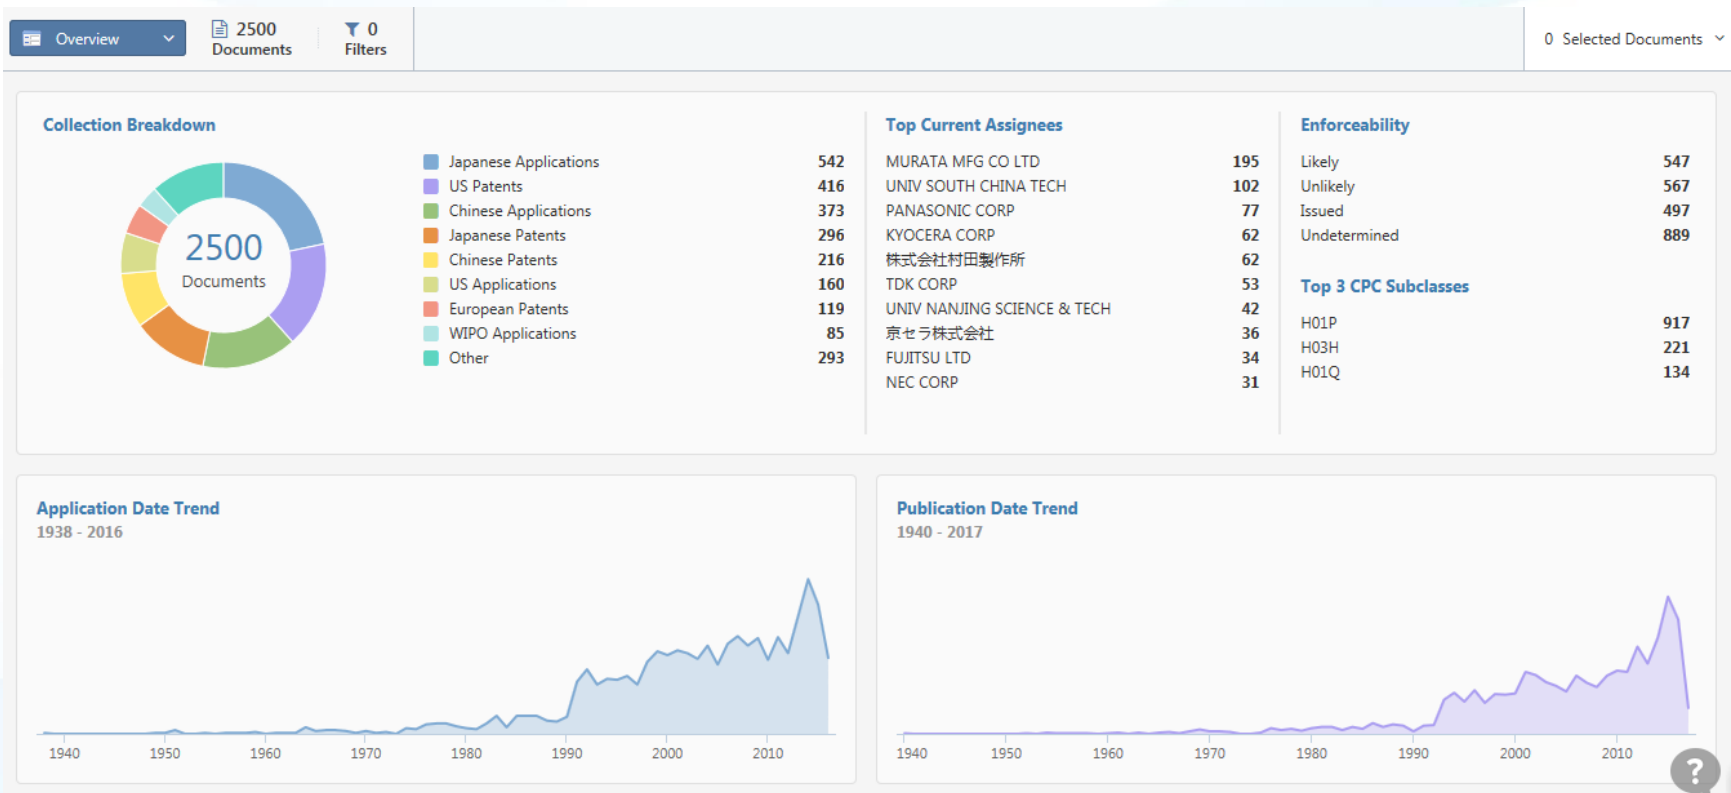 Overview
2500
Documents
0
Filters
0 Selected Documents
Collection Breakdown
2500
Documents
Japanese Applications 542
US Patents 416
Chinese Applications 373
Japanese Patents 296
Chinese Patents 216
US Applications 160
European Patents 119
WIPO Applications 85
Other 293
Top Current Assignees
MURATA MFG CO LTD 195
UNIV SOUTH CHINA TECH 102
PANASONIC CORP 77
KYOCERA CORP 62
株式会社村田製作所 62
TDK CORP 53
UNIV NANJING SCIENCE & TECH 42
京セラ株式会社 36
FUJITSU LTD 34
NEC CORP 31
Enforceability
Likely 547
Unlikely 567
Issued 497
Undetermined 889
Top 3 CPC Subclasses
H01P 917
H03H 221
H01Q 134
Application Date Trend
1938 - 2016
1940 1950 1960 1970 1980 1990 2000 2010
Publication Date Trend
1940 - 2017
1940 1950 1960 1970 1980 1990 2000 2010
?